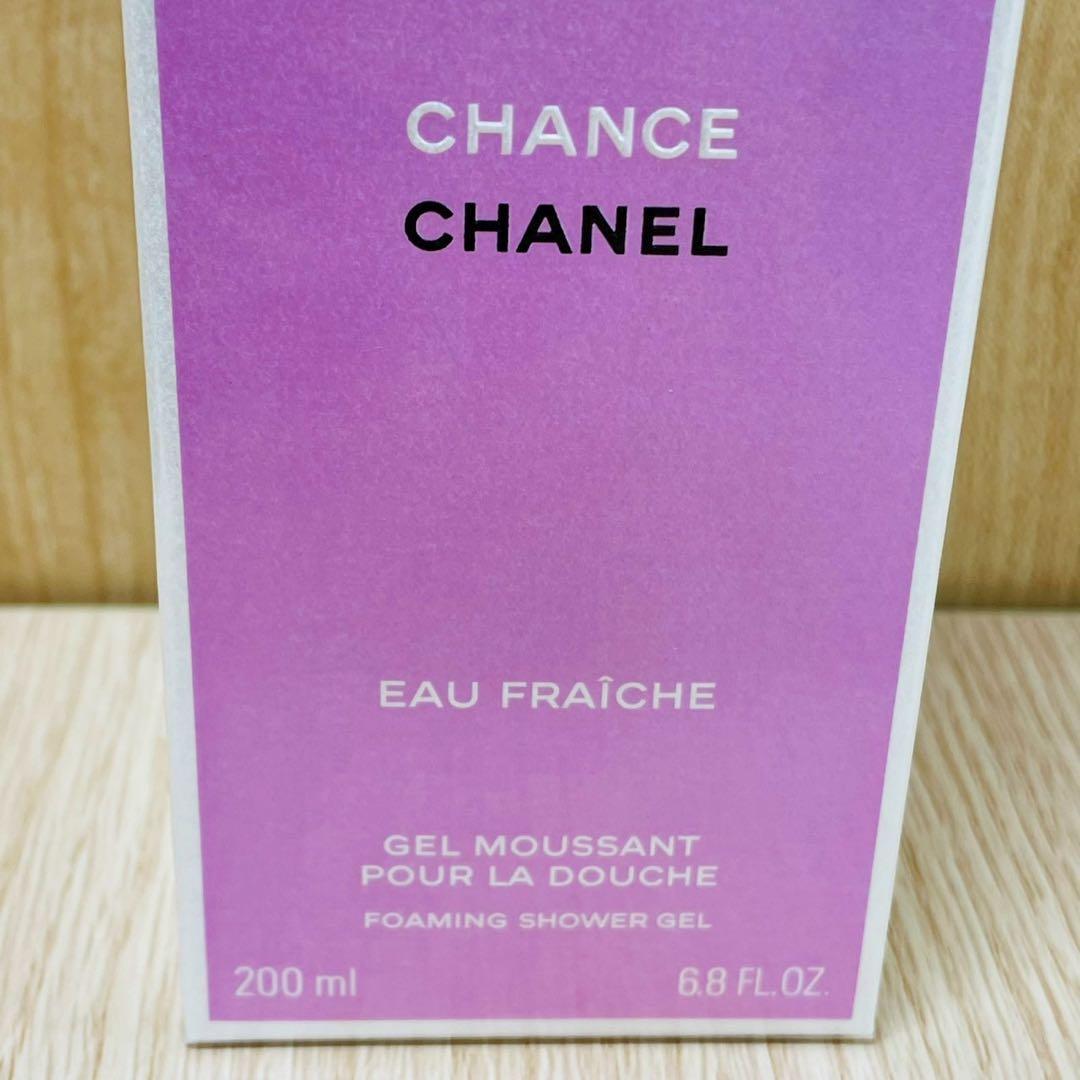 CHANCE
CHANEL
EAU FRAÎCHE
GEL MOUSSANT
POUR LA DOUCHE
FOAMING SHOWER GEL
200 ml 6.8 FL.OZ.